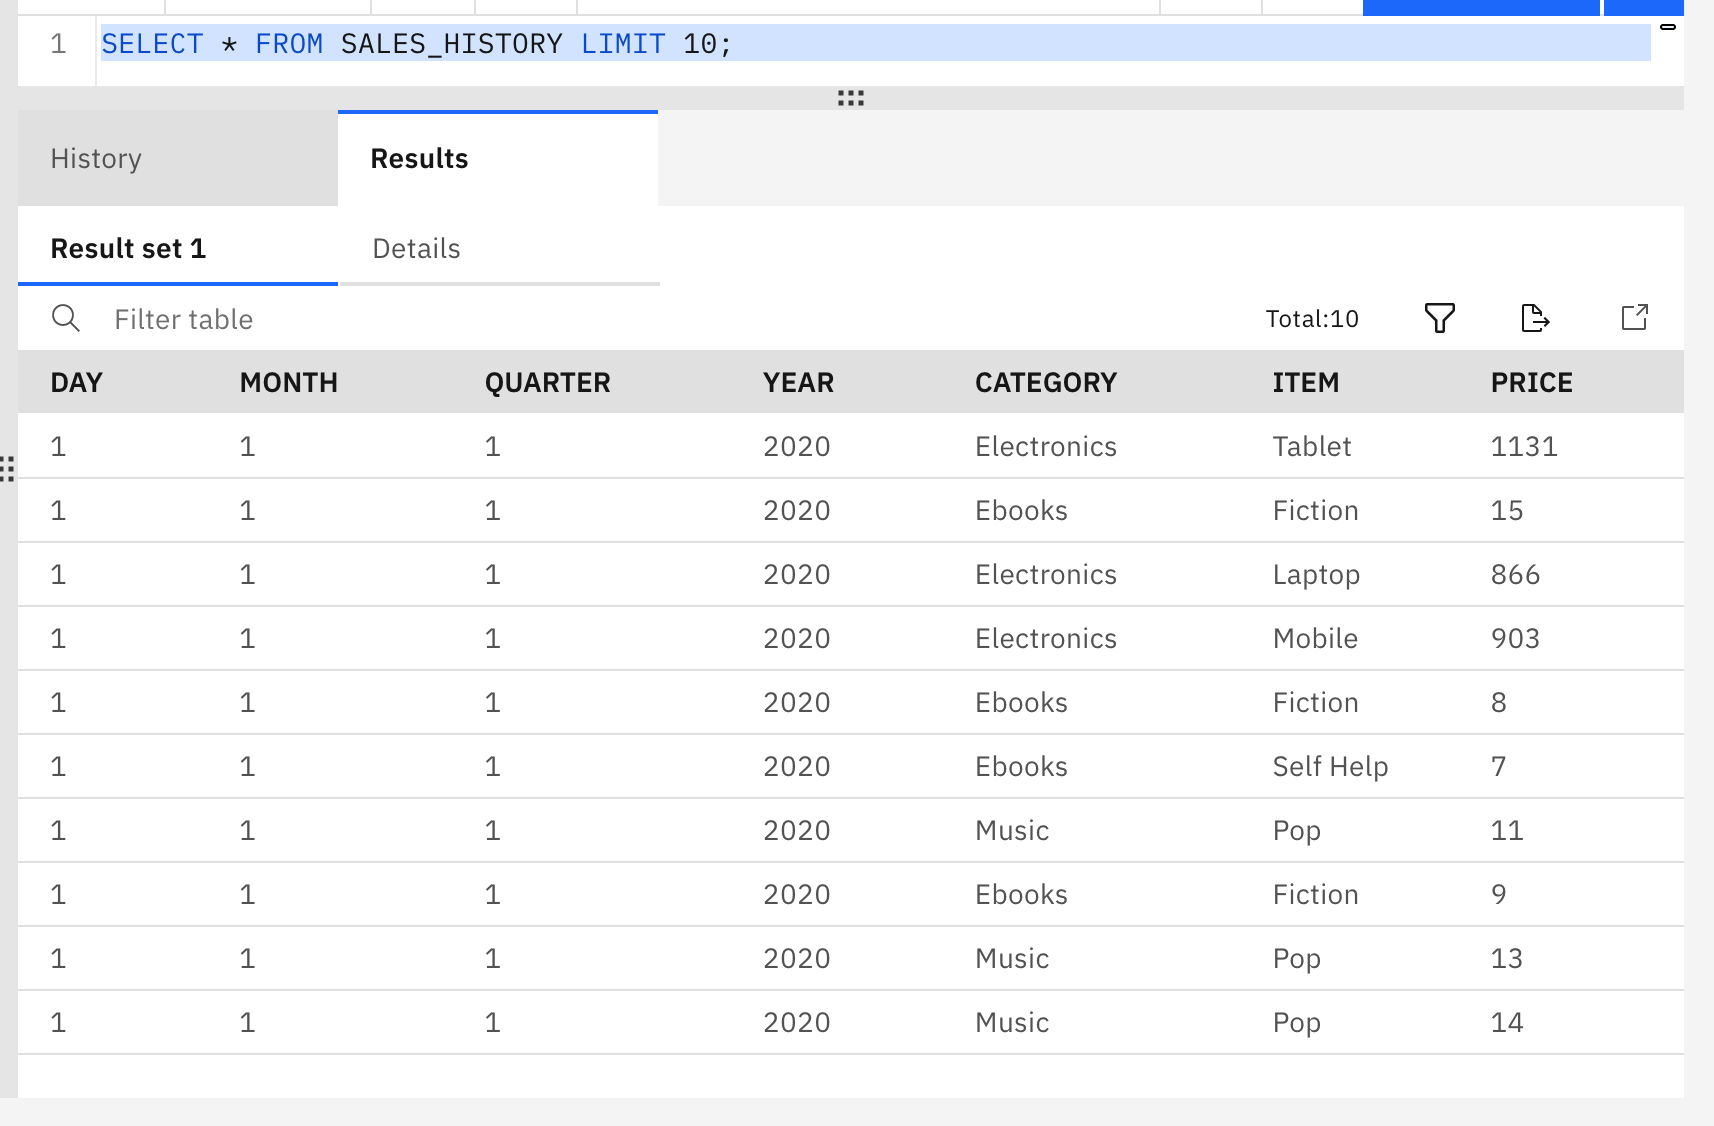 1 SELECT * FROM SALES_HISTORY LIMIT 10;
History Results
Result set 1 Details
Filter table Total:10
DAY MONTH QUARTER YEAR CATEGORY ITEM PRICE
1 1 1 2020 Electronics Tablet 1131
1 1 1 2020 Ebooks Fiction 15
1 1 1 2020 Electronics Laptop 866
1 1 1 2020 Electronics Mobile 903
1 1 1 2020 Ebooks Fiction 8
1 1 1 2020 Ebooks Self Help 7
1 1 1 2020 Music Pop 11
1 1 1 2020 Ebooks Fiction 9
1 1 1 2020 Music Pop 13
1 1 1 2020 Music Pop 14